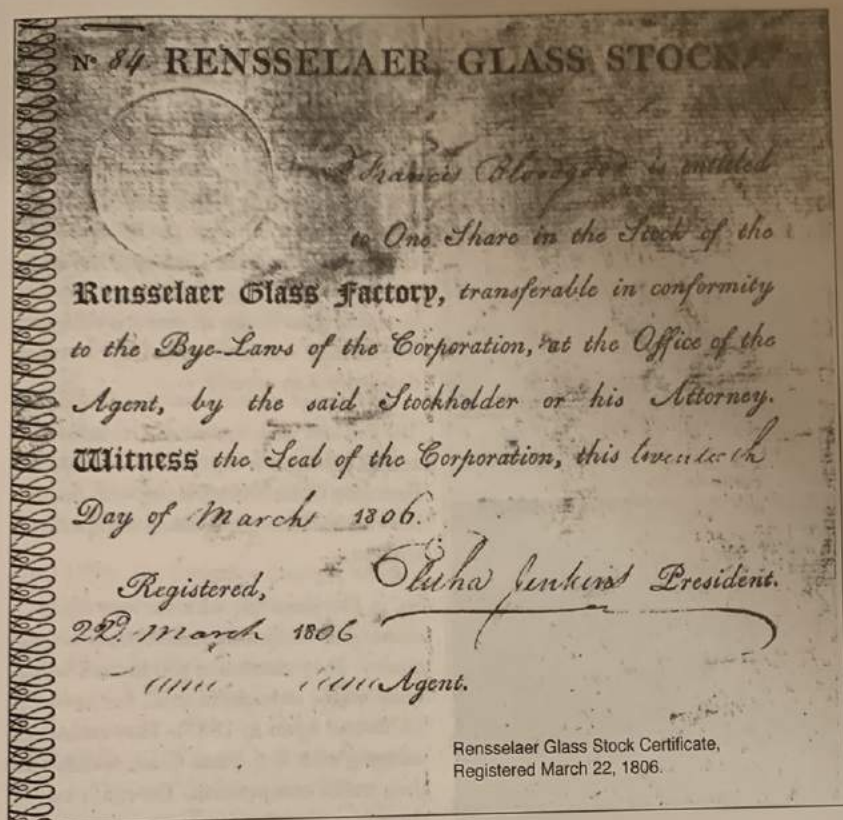 Nº 84 RENSSELAER GLASS STOCK
Francis Bloodgood is entitled
to One Share in the Stock of the
Rensselaer Glass Factory, transferable in conformity
to the Bye-Laws of the Corporation, at the Office of the
Agent, by the said Stockholder or his Attorney.
Witness the Seal of the Corporation, this twentieth
Day of March 1806.
Elisha Jenkins President.
Registered,
22d. March 1806
Agent.
Rensselaer Glass Stock Certificate,
Registered March 22, 1806.